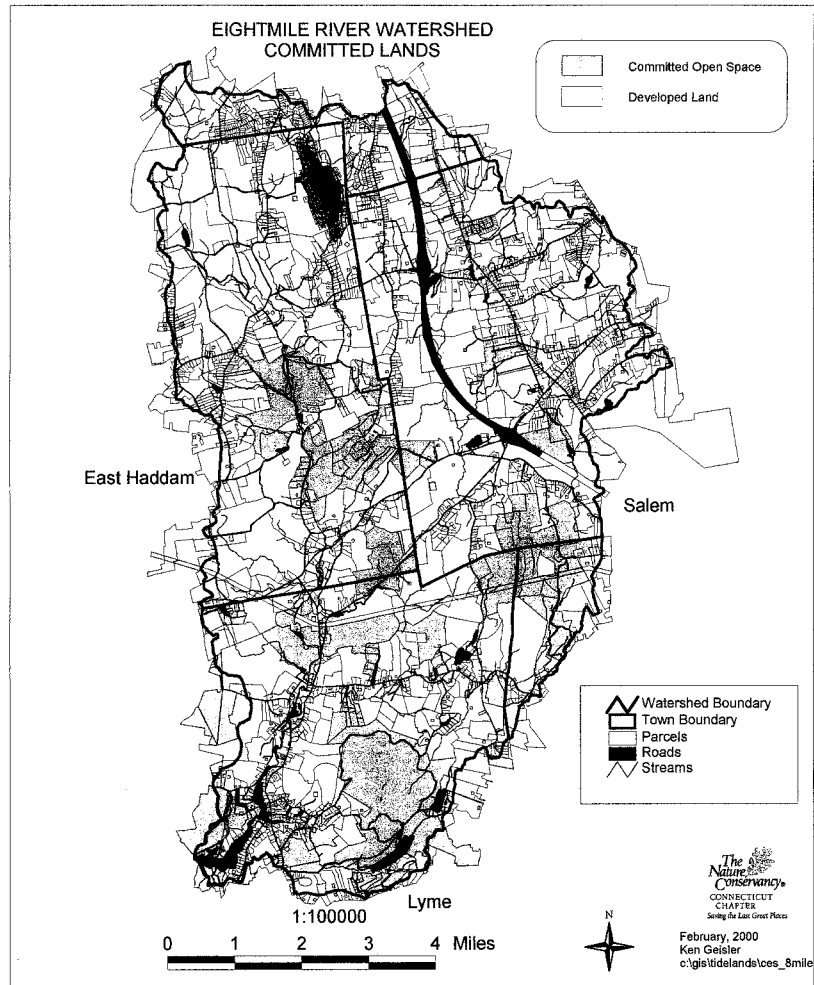 EIGHTMILE RIVER WATERSHED
COMMITTED LANDS
Committed Open Space
Developed Land
East Haddam
Salem
Watershed Boundary
Town Boundary
Parcels
Roads
Streams
Lyme
1:100000
0 1 2 3 4 Miles
N
The
Nature
Conservancy®
CONNECTICUT
CHAPTER
Saving the Last Great Places
February, 2000
Ken Geisler
c:\gis\tidelands\ces_8mile